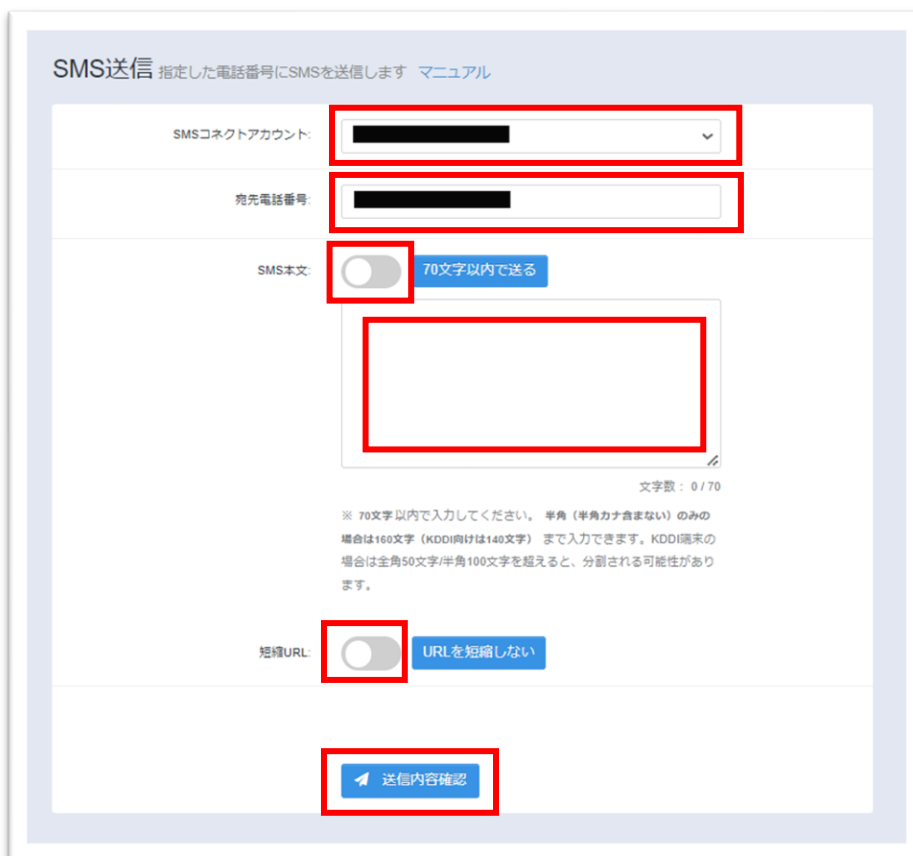 SMS送信 指定した電話番号にSMSを送信します マニュアル
SMSコネクトアカウント:
宛先電話番号:
SMS本文:
70文字以内で送る
文字数： 0 / 70
※ 70文字以内で入力してください。 半角（半角カナ含まない）のみの
場合は160文字（KDDI向けは140文字） まで入力できます。KDDI端末の
場合は全角50文字/半角100文字を超えると、分割される可能性があり
ます。
短縮URL:
URLを短縮しない
送信内容確認